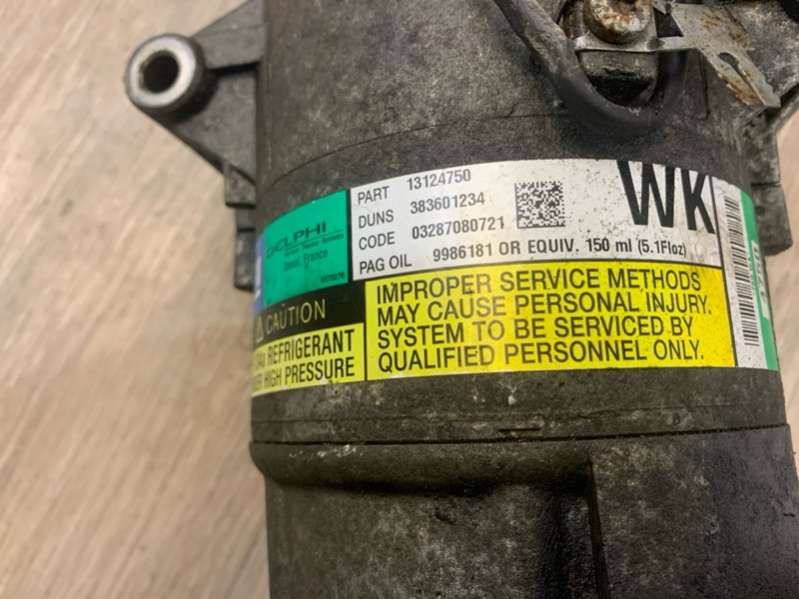 PART 13124750
DUNS 383601234
CODE 03287080721
PAG OIL 9986181 OR EQUIV. 150 ml (5.1Floz)
WK
DELPHI
France
CAUTION
REFRIGERANT
HIGH PRESSURE
IMPROPER SERVICE METHODS
MAY CAUSE PERSONAL INJURY.
SYSTEM TO BE SERVICED BY
QUALIFIED PERSONNEL ONLY.